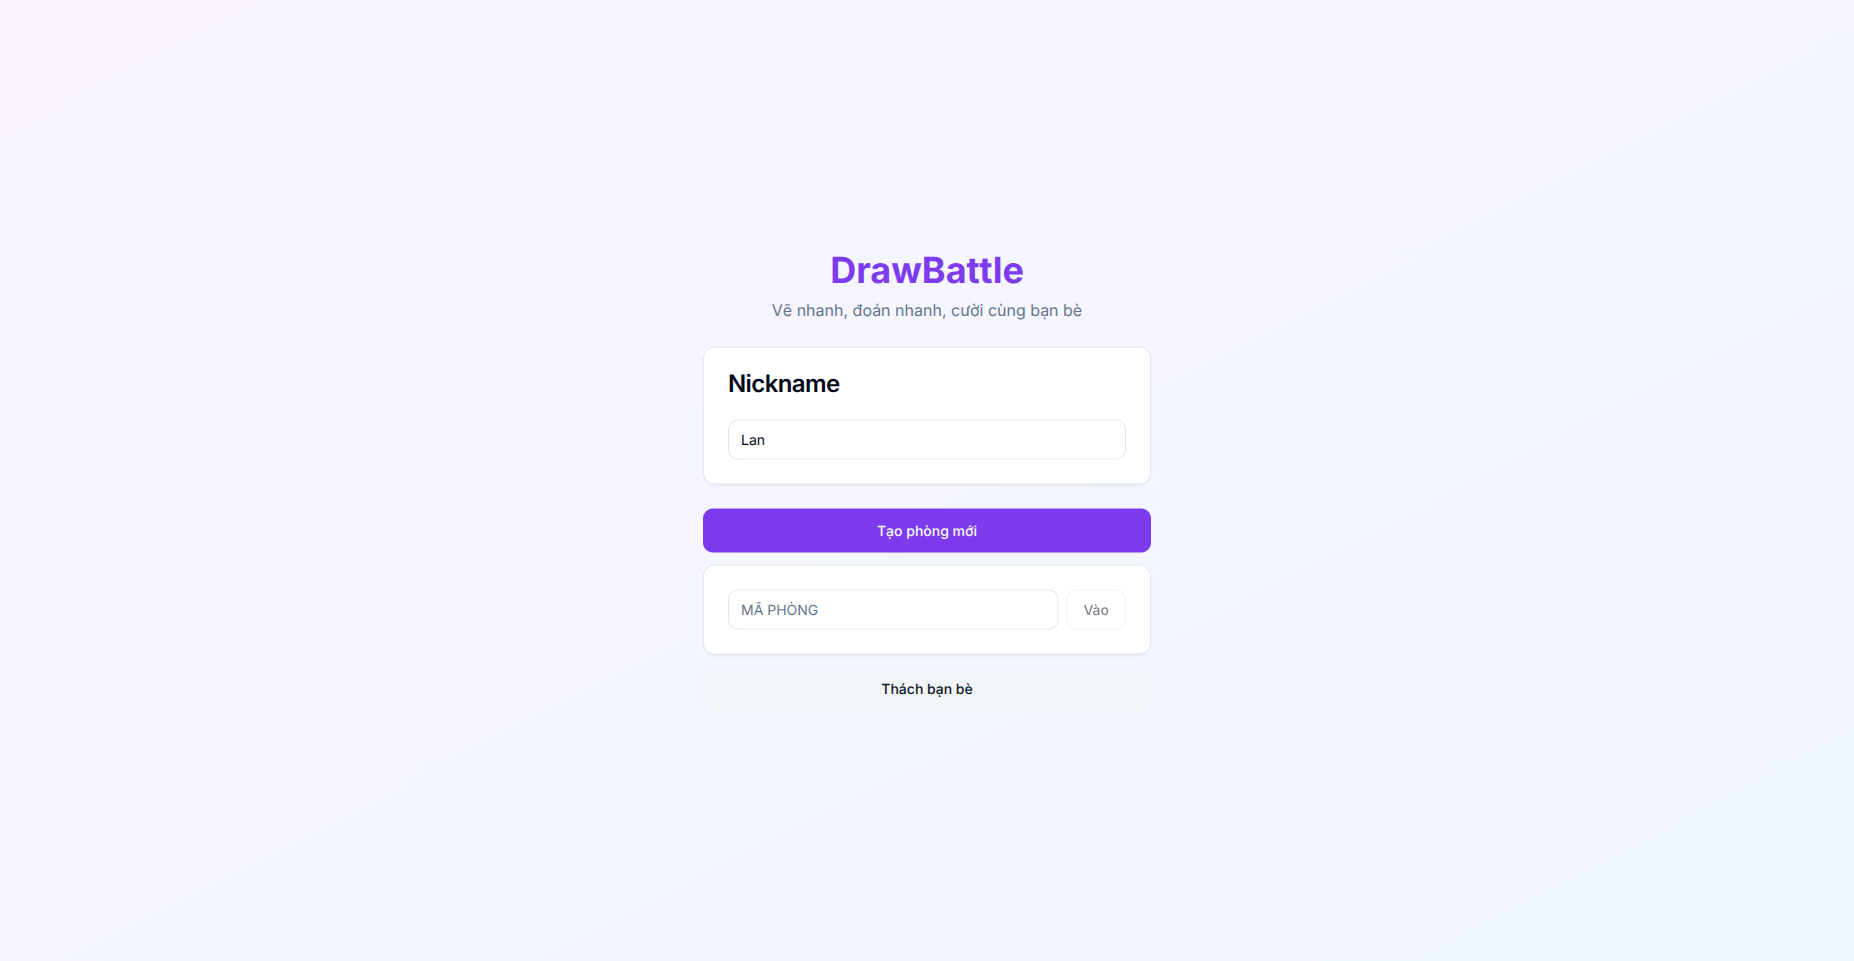 DrawBattle
Vẽ nhanh, đoán nhanh, cười cùng bạn bè
Nickname
Lan
Tạo phòng mới
MÃ PHÒNG
Vào
Thách bạn bè